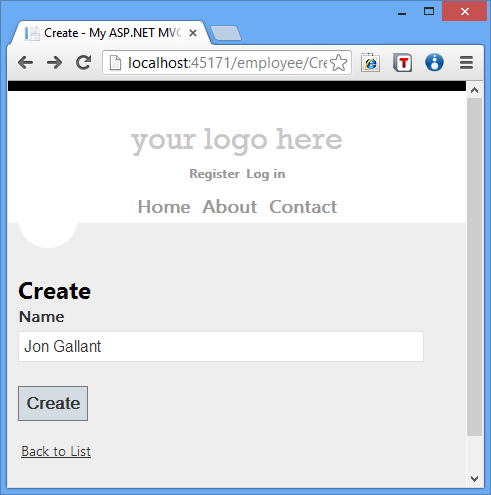 Create - My ASP.NET MVC
localhost:45171/employee/Cre
T
your logo here
Register Log in
Home About Contact
Create
Name
Jon Gallant
Create
Back to List